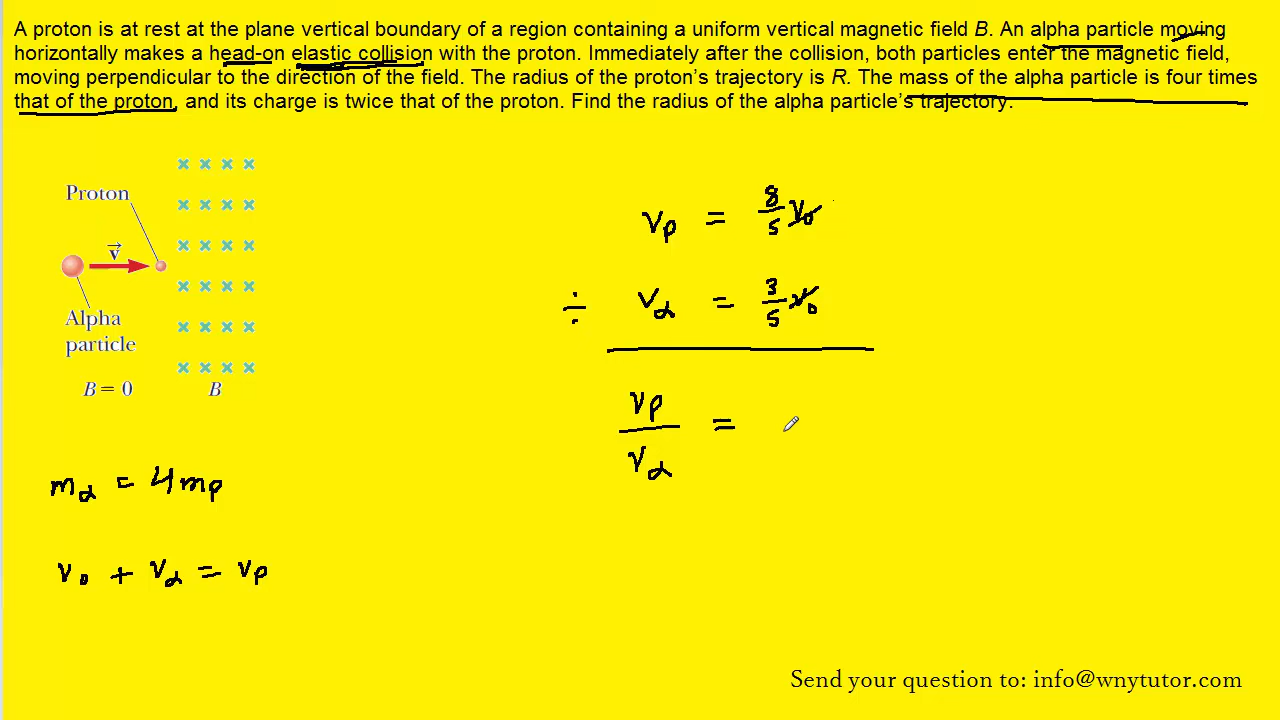 A proton is at rest at the plane vertical boundary of a region containing a uniform vertical magnetic field B. An alpha particle moving
horizontally makes a head-on elastic collision with the proton. Immediately after the collision, both particles enter the magnetic field,
moving perpendicular to the direction of the field. The radius of the proton's trajectory is R. The mass of the alpha particle is four times
that of the proton, and its charge is twice that of the proton. Find the radius of the alpha particle's trajectory.
Proton
v⃗
Alpha
particle
B = 0
B
× × × ×
× × × ×
× × × ×
× × × ×
× × × ×
× × × ×
mα = 4mp
v₀ + vα = vp
vp = 8/5 v₀
÷ vα = 3/5 v₀
vp/vα =
Send your question to: info@wnytutor.com